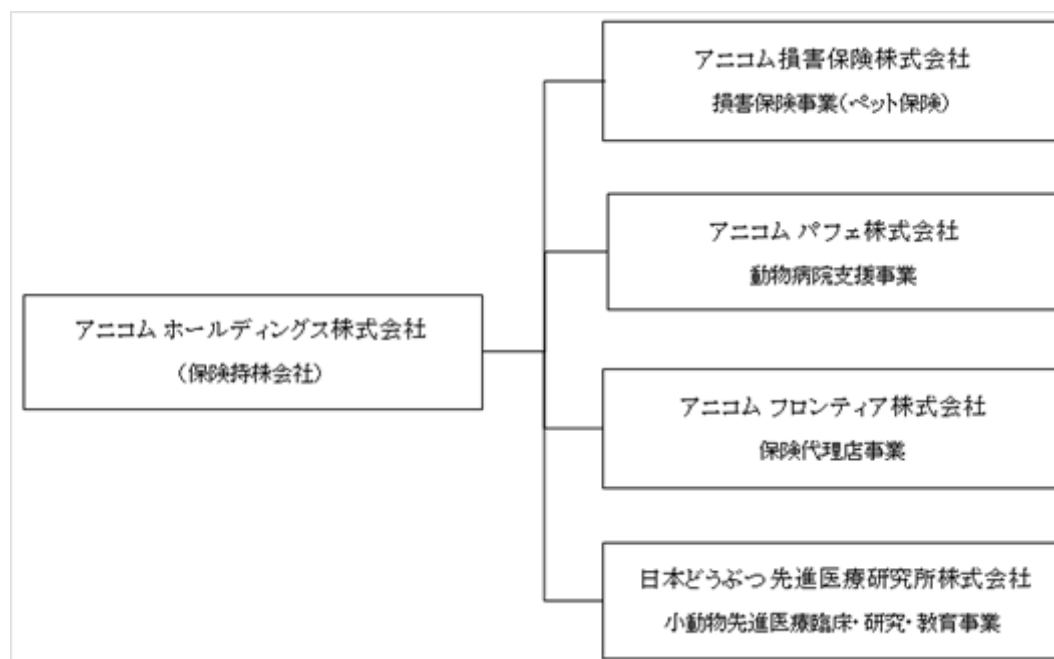 アニコム損害保険株式会社
損害保険事業(ペット保険)
アニコム パフェ株式会社
動物病院支援事業
アニコム ホールディングス株式会社
(保険持株会社)
アニコム フロンティア株式会社
保険代理店事業
日本どうぶつ先進医療研究所株式会社
小動物先進医療臨床・研究・教育事業